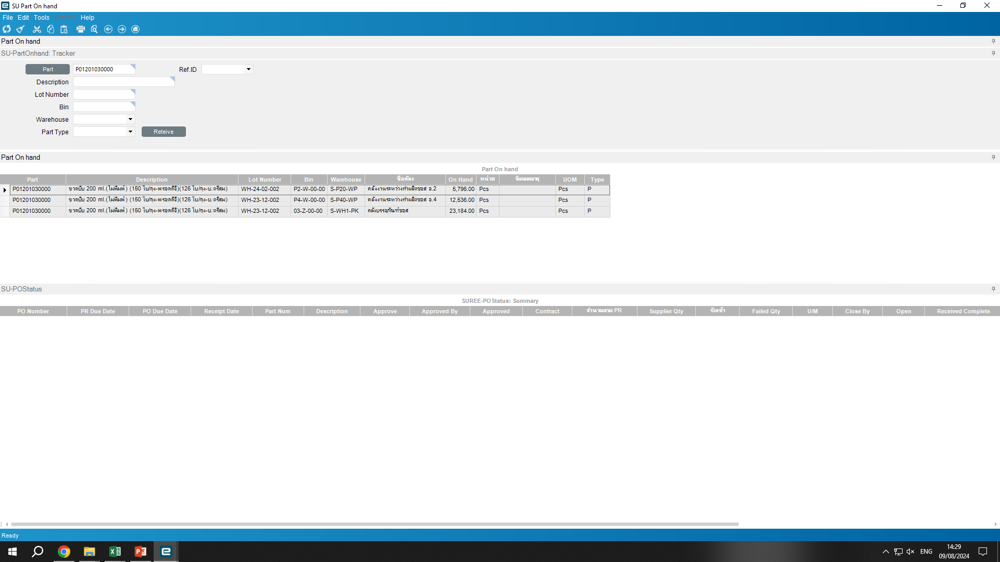 SU Part On hand
File Edit Tools Actions Help
Part On hand
SU-PartOnhand: Tracker
Part P01201030000 Ref.ID
Description
Lot Number
Bin
Warehouse
Part Type Reteive
Part On hand
Part On hand
Part Description Lot Number Bin Warehouse ชื่อคลัง On Hand หน่วย วันหมดอายุ UOM Type
P01201030000 ขวดบีบ 200 ml.(ไม่พิมพ์) (150 ใบ/ถุง-พรอดดิจิ)(126 ใบ/ถุง-บ.ตรีสม) WH-24-02-002 P2-W-00-00 S-P20-WP คลังงานระหว่างทำผลิตซอส อ.2 5,796.00 Pcs Pcs P
P01201030000 ขวดบีบ 200 ml.(ไม่พิมพ์) (150 ใบ/ถุง-พรอดดิจิ)(126 ใบ/ถุง-บ.ตรีสม) WH-23-12-002 P4-W-00-00 S-P40-WP คลังงานระหว่างทำผลิตซอส อ.4 12,536.00 Pcs Pcs P
P01201030000 ขวดบีบ 200 ml.(ไม่พิมพ์) (150 ใบ/ถุง-พรอดดิจิ)(126 ใบ/ถุง-บ.ตรีสม) WH-23-12-002 03-Z-00-00 S-WH1-PK คลังบรรจุภัณฑ์ซอส 23,184.00 Pcs Pcs P
SU-POStatus
SUREE-POStatus: Summary
PO Number PR Due Date PO Due Date Receipt Date Part Num Description Approve Approved By Approved Contract จำนวนตาม PR Supplier Qty รับเข้า Failed Qty U/M Close By Open Received Complete
Ready
ENG 14:29
09/08/2024